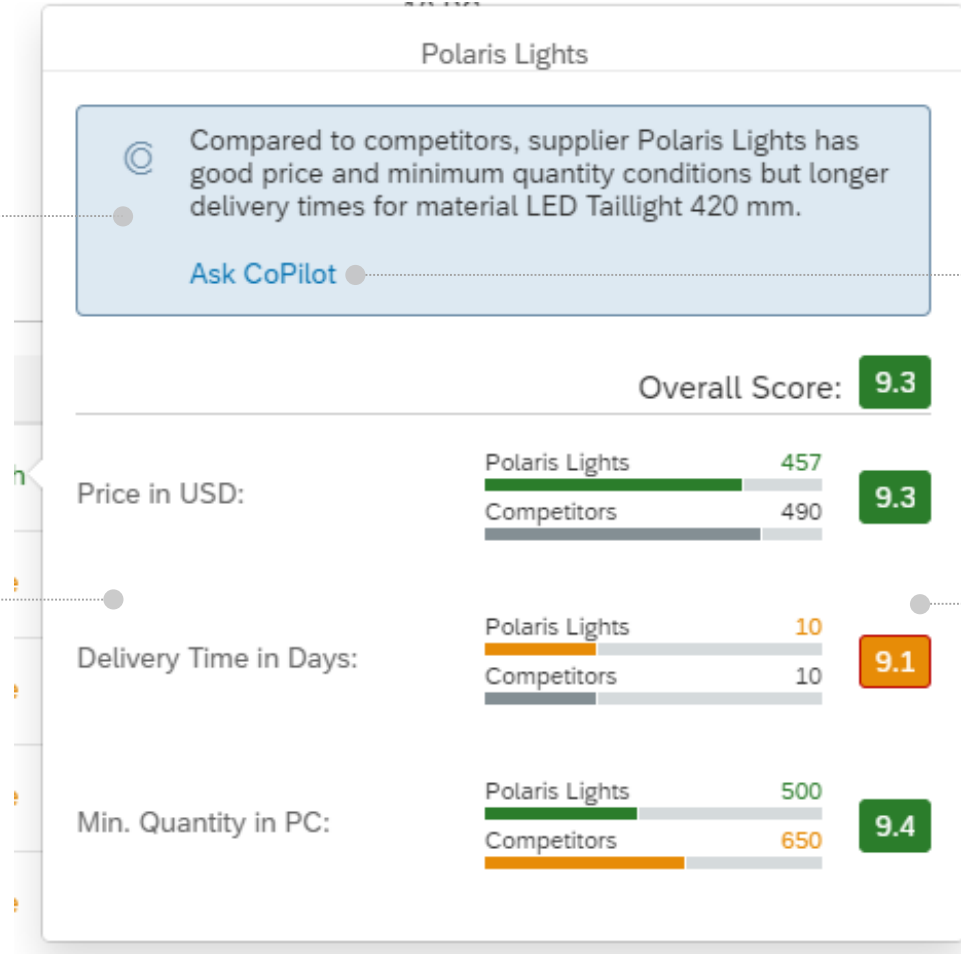 Polaris Lights
Compared to competitors, supplier Polaris Lights has
good price and minimum quantity conditions but longer
delivery times for material LED Taillight 420 mm.
Ask CoPilot
Overall Score: 9.3
Price in USD:
Polaris Lights 457
Competitors 490
9.3
Delivery Time in Days:
Polaris Lights 10
Competitors 10
9.1
Min. Quantity in PC:
Polaris Lights 500
Competitors 650
9.4